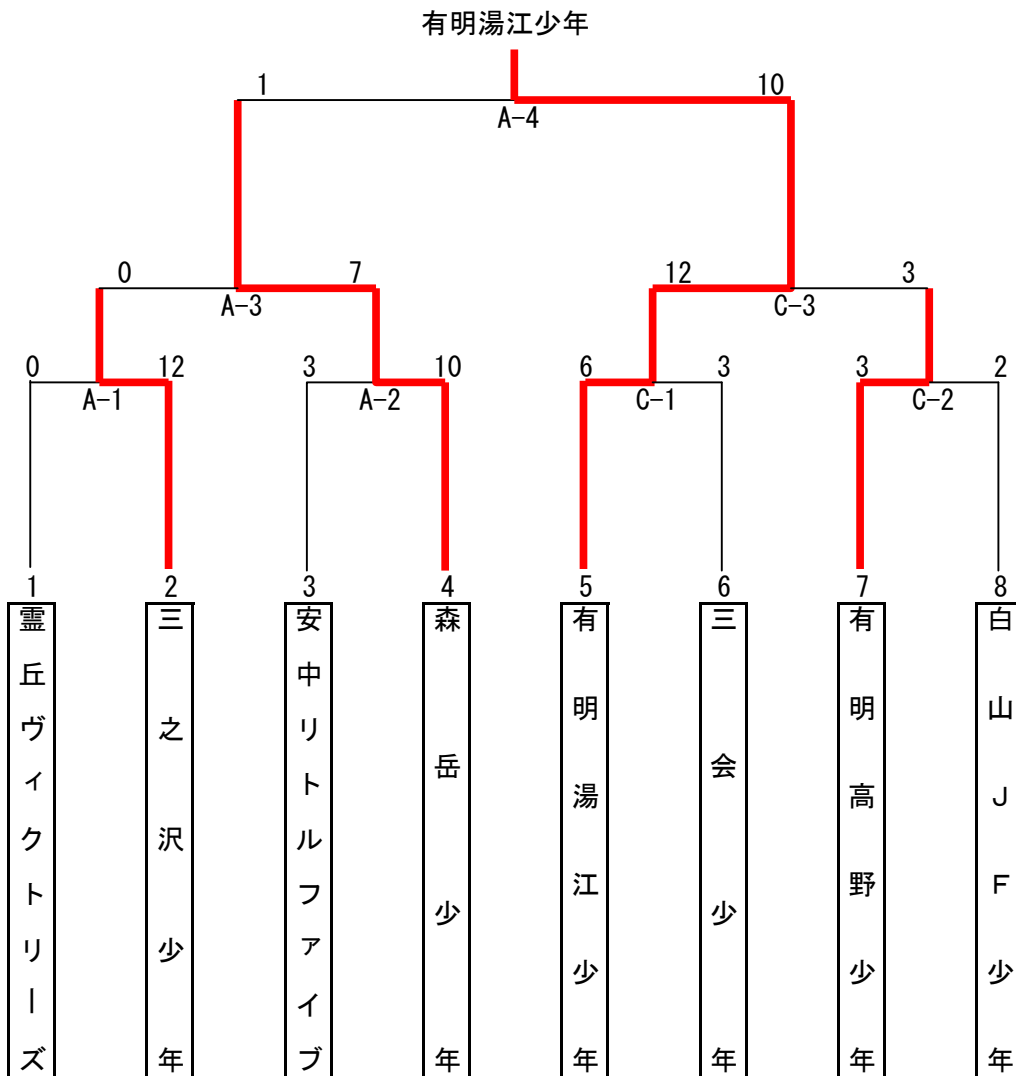 有明湯江少年
1
10
A-4
0
7
12
3
A-3
C-3
0
12
3
10
6
3
3
2
A-1
A-2
C-1
C-2
1
2
3
4
5
6
7
8
霊丘ヴィクトリーズ
三之沢少年
安中リトルファイブ
森岳少年
有明湯江少年
三会少年
有明高野少年
白山JF少年